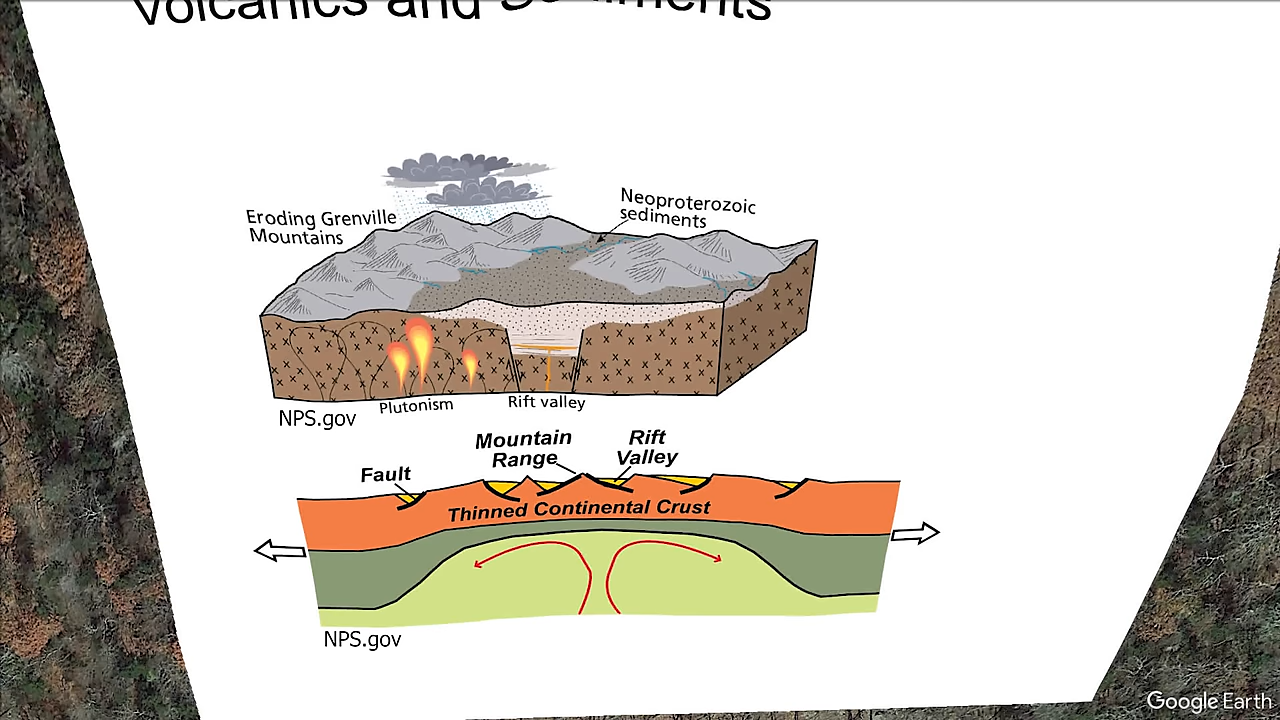 Volcanics and Sediments
Neoproterozoic
sediments
Eroding Grenville
Mountains
Plutonism
Rift valley
NPS.gov
Mountain
Range
Rift
Valley
Fault
Thinned Continental Crust
NPS.gov
Google Earth